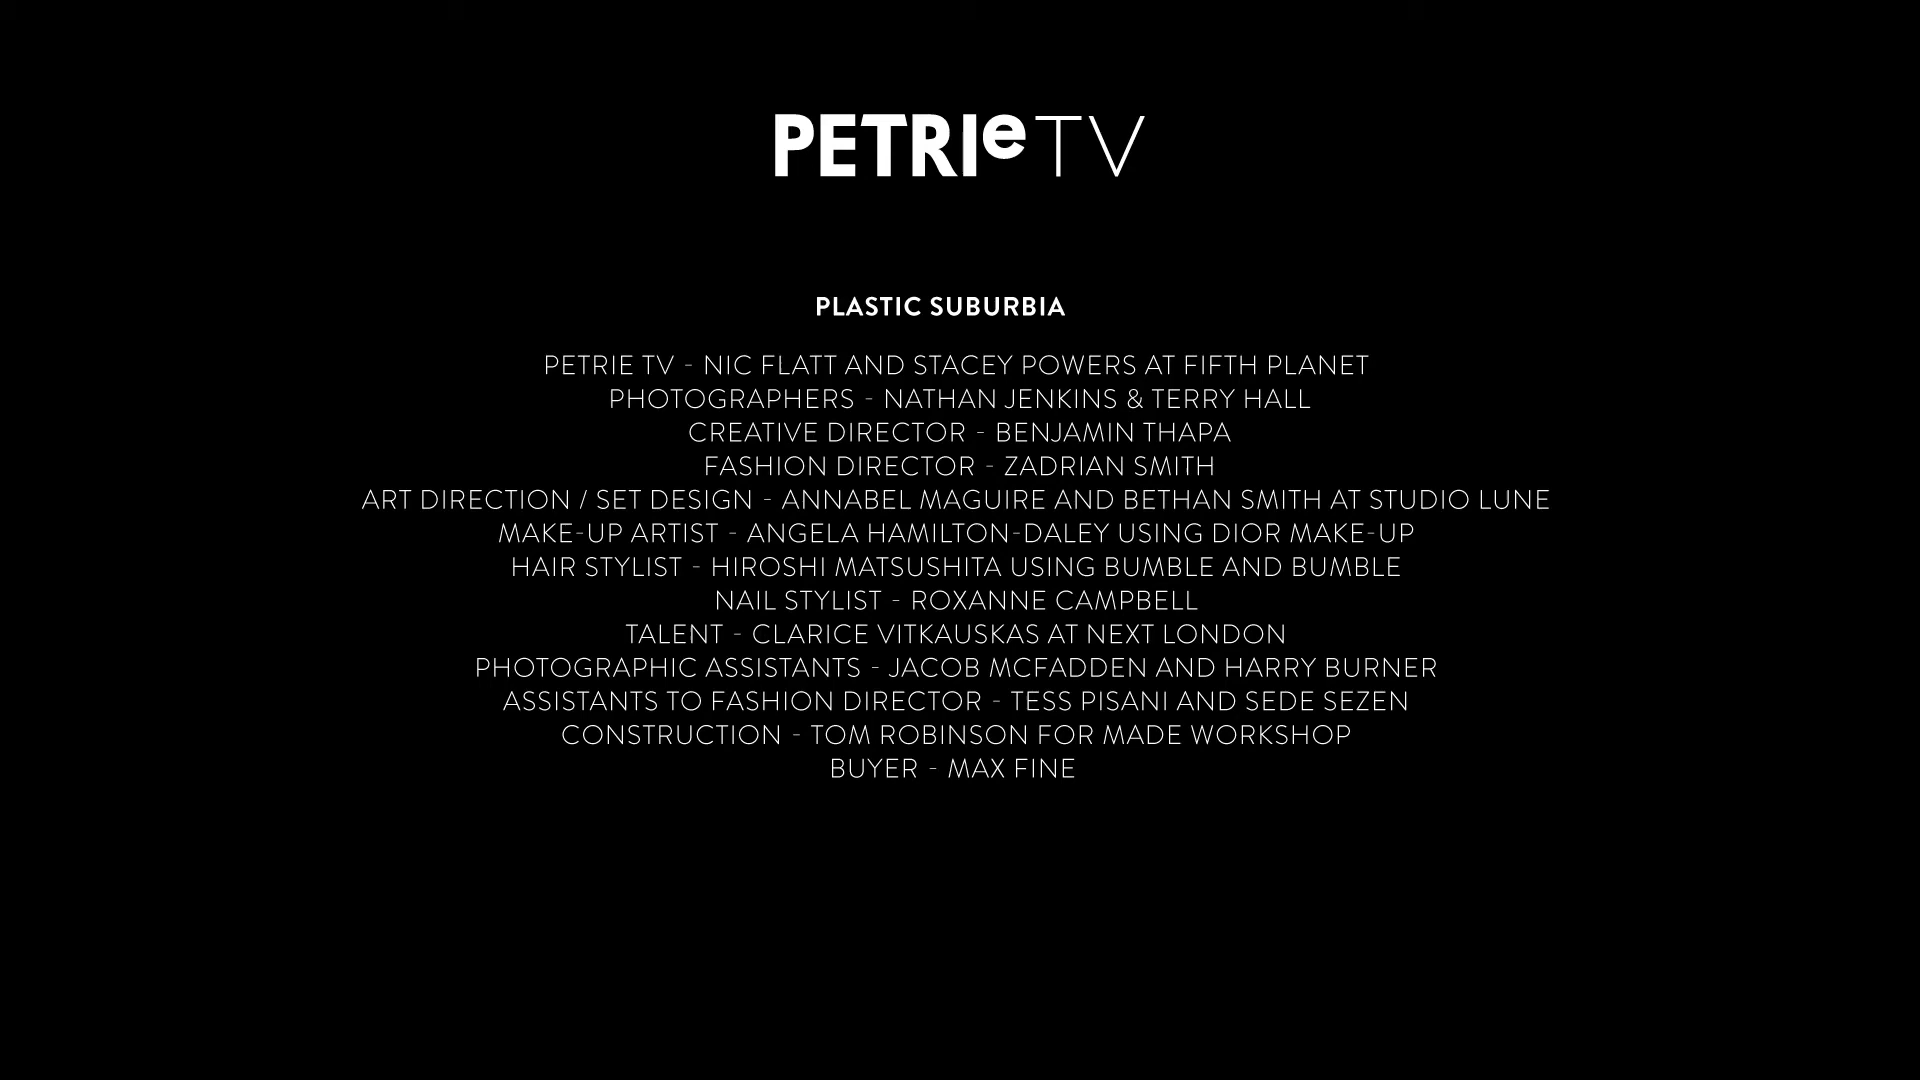 PETRIe TV
PLASTIC SUBURBIA
PETRIE TV - NIC FLATT AND STACEY POWERS AT FIFTH PLANET
PHOTOGRAPHERS - NATHAN JENKINS & TERRY HALL
CREATIVE DIRECTOR - BENJAMIN THAPA
FASHION DIRECTOR - ZADRIAN SMITH
ART DIRECTION / SET DESIGN - ANNABEL MAGUIRE AND BETHAN SMITH AT STUDIO LUNE
MAKE-UP ARTIST - ANGELA HAMILTON-DALEY USING DIOR MAKE-UP
HAIR STYLIST - HIROSHI MATSUSHITA USING BUMBLE AND BUMBLE
NAIL STYLIST - ROXANNE CAMPBELL
TALENT - CLARICE VITKAUSKAS AT NEXT LONDON
PHOTOGRAPHIC ASSISTANTS - JACOB MCFADDEN AND HARRY BURNER
ASSISTANTS TO FASHION DIRECTOR - TESS PISANI AND SEDE SEZEN
CONSTRUCTION - TOM ROBINSON FOR MADE WORKSHOP
BUYER - MAX FINE